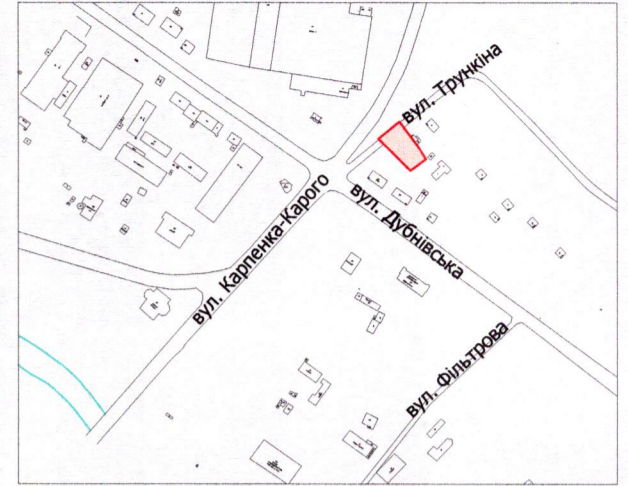 вул. Трункіна
вул. Карпенка-Карого
вул. Дубнівська
вул. Фільтрова